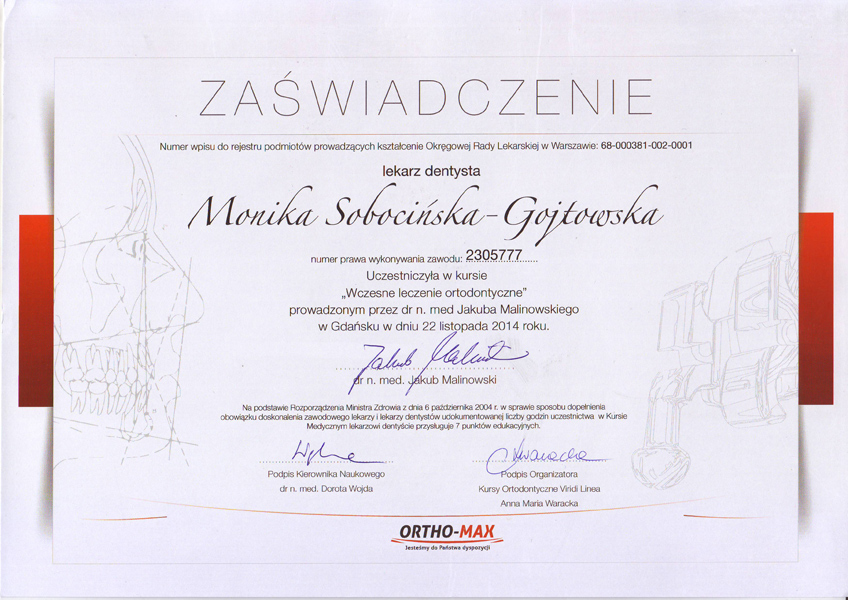 ZAŚWIADCZENIE
Numer wpisu do rejestru podmiotów prowadzących kształcenie Okręgowej Rady Lekarskiej w Warszawie: 68-000381-002-0001
lekarz dentysta
Monika Sobocińska-Gojtowska
numer prawa wykonywania zawodu: 2305777
Uczestniczyła w kursie
„Wczesne leczenie ortodontyczne”
prowadzonym przez dr n. med Jakuba Malinowskiego
w Gdańsku w dniu 22 listopada 2014 roku.
Jakub Malinowski
dr n. med. Jakub Malinowski
Na podstawie Rozporządzenia Ministra Zdrowia z dnia 6 października 2004 r. w sprawie sposobu dopełnienia
obowiązku doskonalenia zawodowego lekarzy i lekarzy dentystów udokumentowanej liczby godzin uczestnictwa w Kursie
Medycznym lekarzowi dentyście przysługuje 7 punktów edukacyjnych.
Podpis Kierownika Naukowego
dr n. med. Dorota Wojda
Podpis Organizatora
Kursy Ortodontyczne Viridi Linea
Anna Maria Waracka
ORTHO-MAX
Jesteśmy do Państwa dyspozycji